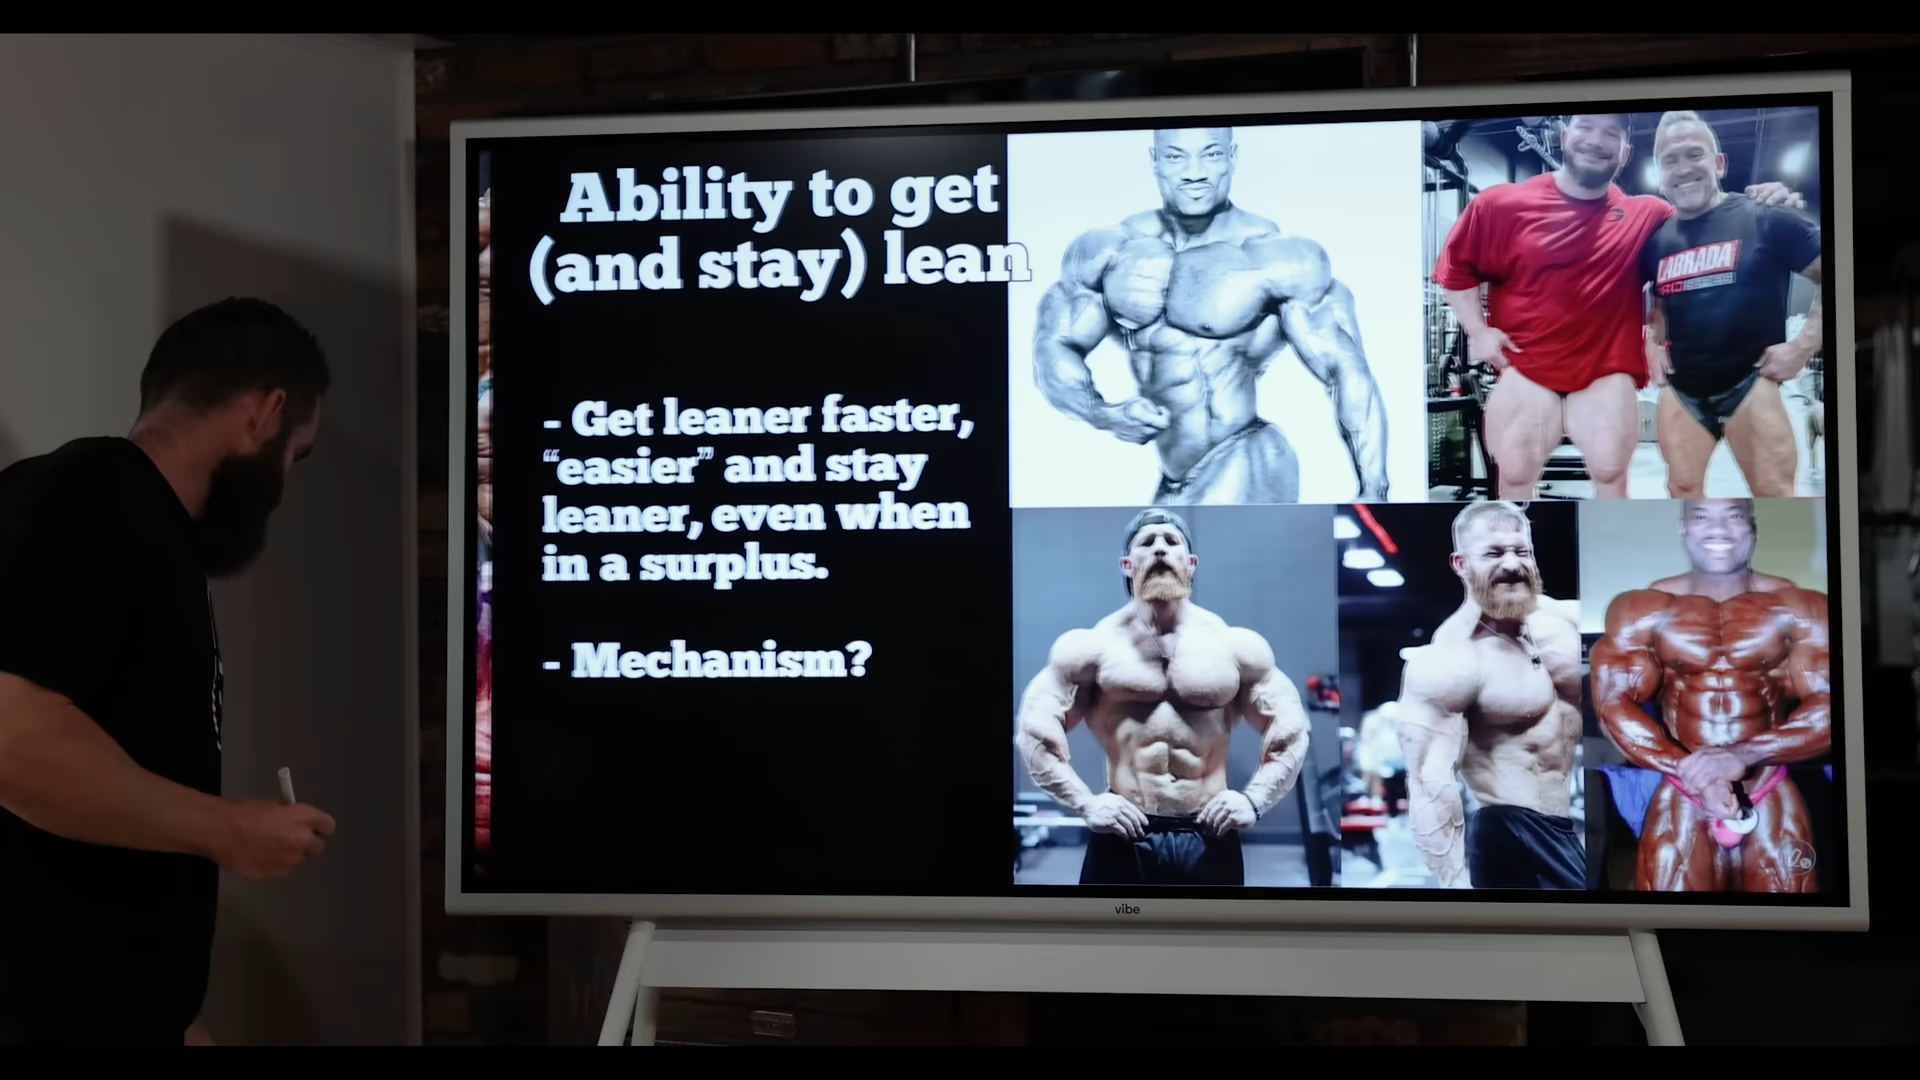 Ability to get
(and stay) lean
- Get leaner faster,
“easier” and stay
leaner, even when
in a surplus.
- Mechanism?
LABRADA
vibe